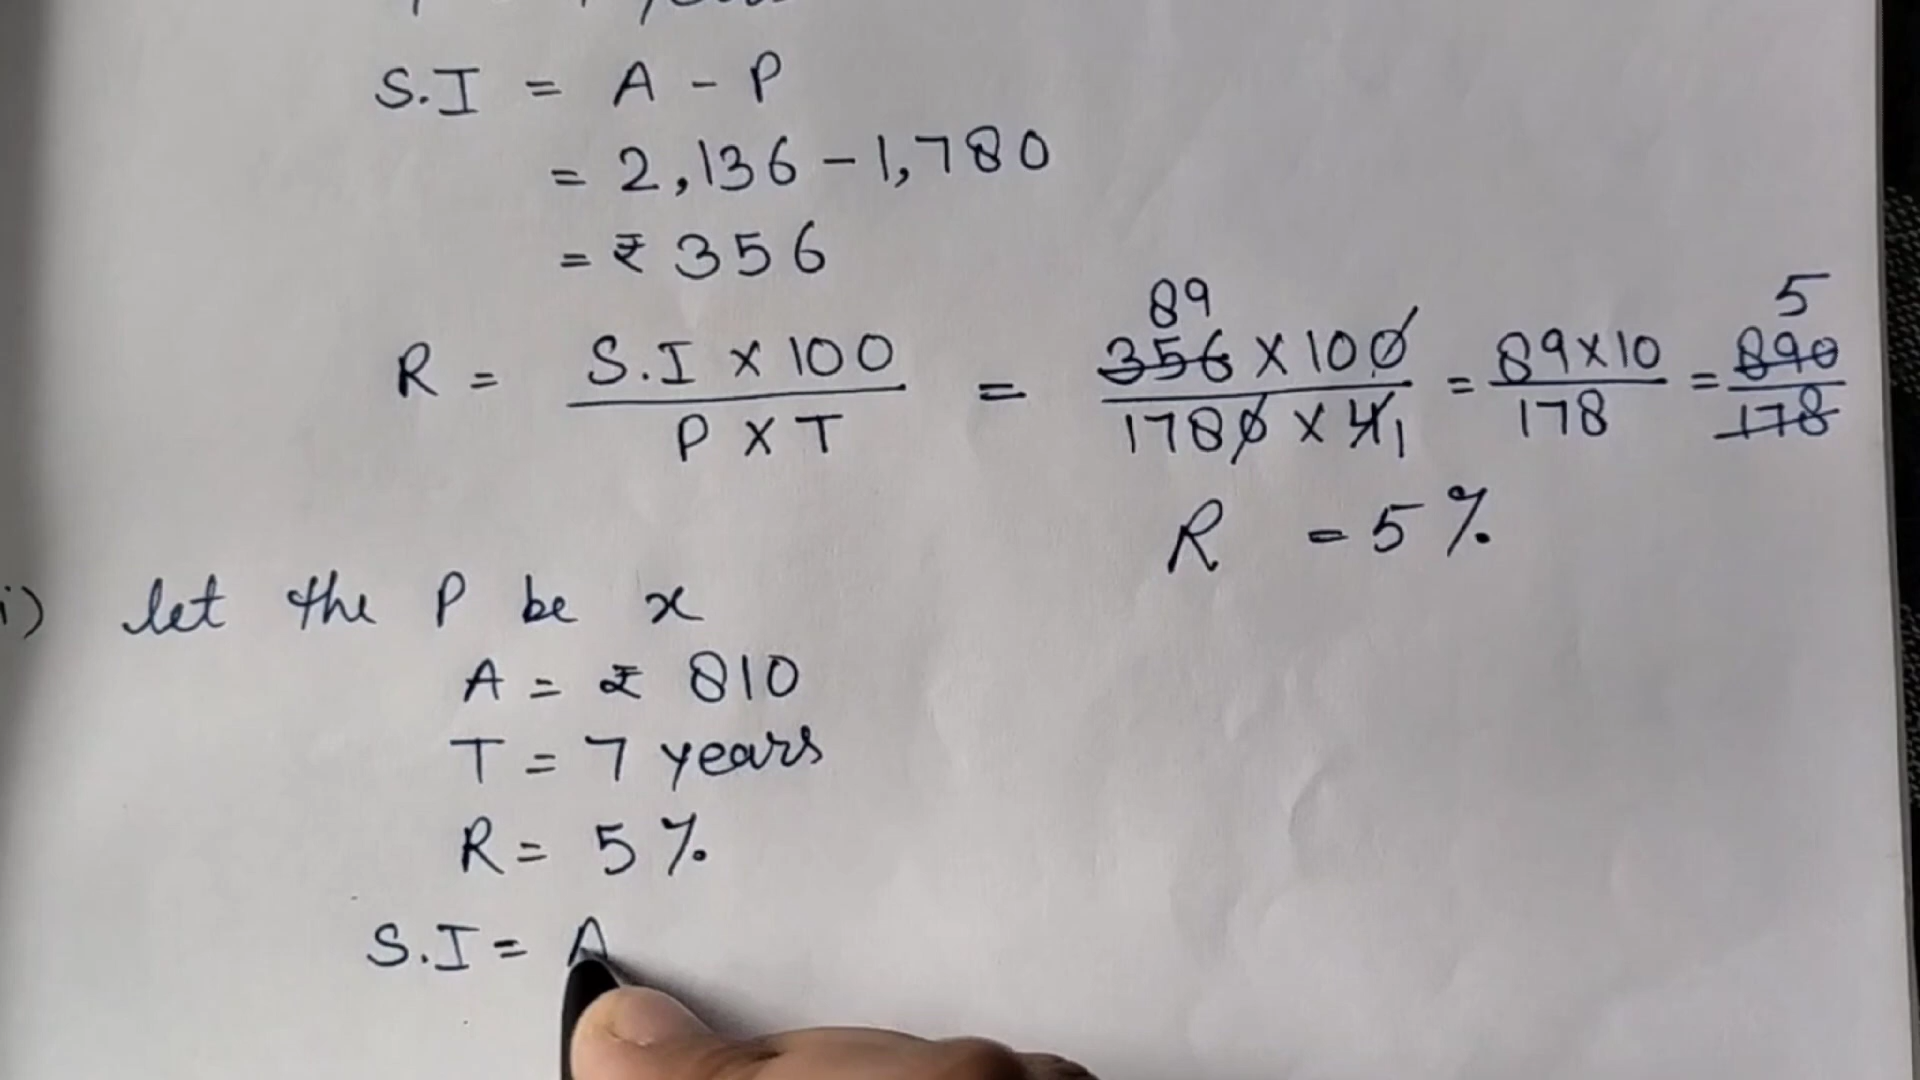 S.I = A - P
= 2,136 - 1,780
= ₹ 356
R = S.I × 100 / P × T = 356 × 100 / 1780 × 4 = 89 × 10 / 178 = 890 / 178
89
1
5
R = 5 %
i) let the P be x
A = ₹ 810
T = 7 years
R = 5 %
S.I = A